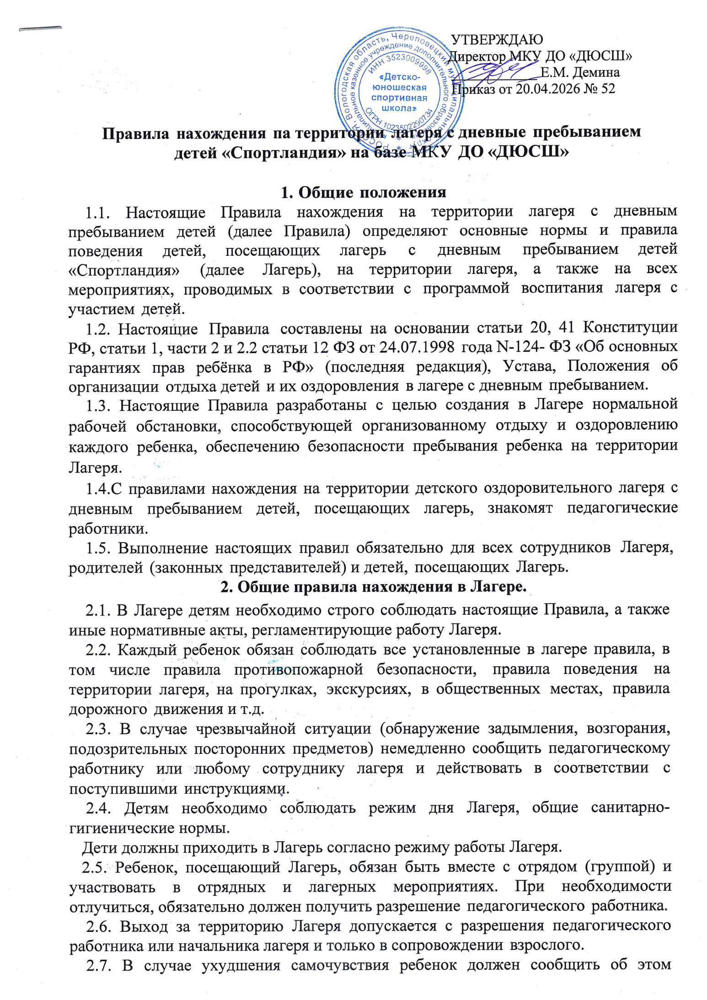 УТВЕРЖДАЮ
Директор МКУ ДО «ДЮСШ»
Е.М. Демина
Приказ от 20.04.2026 № 52
Россия, Вологодская область, Череповецкий муниципальный округ
муниципальное казенное учреждение дополнительного образования
ИНН 3523009998
«Детско-
юношеская
спортивная
школа»
ОГРН 1023502290734
Правила нахождения па территории лагеря с дневные пребыванием
детей «Спортландия» на базе МКУ ДО «ДЮСШ»
1. Общие положения
1.1. Настоящие Правила нахождения на территории лагеря с дневным
пребыванием детей (далее Правила) определяют основные нормы и правила
поведения детей, посещающих лагерь с дневным пребыванием детей
«Спортландия» (далее Лагерь), на территории лагеря, а также на всех
мероприятиях, проводимых в соответствии с программой воспитания лагеря с
участием детей.
1.2. Настоящие Правила составлены на основании статьи 20, 41 Конституции
РФ, статьи 1, части 2 и 2.2 статьи 12 ФЗ от 24.07.1998 года N-124- ФЗ «Об основных
гарантиях прав ребёнка в РФ» (последняя редакция), Устава, Положения об
организации отдыха детей и их оздоровления в лагере с дневным пребыванием.
1.3. Настоящие Правила разработаны с целью создания в Лагере нормальной
рабочей обстановки, способствующей организованному отдыху и оздоровлению
каждого ребенка, обеспечению безопасности пребывания ребенка на территории
Лагеря.
1.4.С правилами нахождения на территории детского оздоровительного лагеря с
дневным пребыванием детей, посещающих лагерь, знакомят педагогические
работники.
1.5. Выполнение настоящих правил обязательно для всех сотрудников Лагеря,
родителей (законных представителей) и детей, посещающих Лагерь.
2. Общие правила нахождения в Лагере.
2.1. В Лагере детям необходимо строго соблюдать настоящие Правила, а также
иные нормативные акты, регламентирующие работу Лагеря.
2.2. Каждый ребенок обязан соблюдать все установленные в лагере правила, в
том числе правила противопожарной безопасности, правила поведения на
территории лагеря, на прогулках, экскурсиях, в общественных местах, правила
дорожного движения и т.д.
2.3. В случае чрезвычайной ситуации (обнаружение задымления, возгорания,
подозрительных посторонних предметов) немедленно сообщить педагогическому
работнику или любому сотруднику лагеря и действовать в соответствии с
поступившими инструкциями.
2.4. Детям необходимо соблюдать режим дня Лагеря, общие санитарно-
гигиенические нормы.
Дети должны приходить в Лагерь согласно режиму работы Лагеря.
2.5. Ребенок, посещающий Лагерь, обязан быть вместе с отрядом (группой) и
участвовать в отрядных и лагерных мероприятиях. При необходимости
отлучиться, обязательно должен получить разрешение педагогического работника.
2.6. Выход за территорию Лагеря допускается с разрешения педагогического
работника или начальника лагеря и только в сопровождении взрослого.
2.7. В случае ухудшения самочувствия ребенок должен сообщить об этом